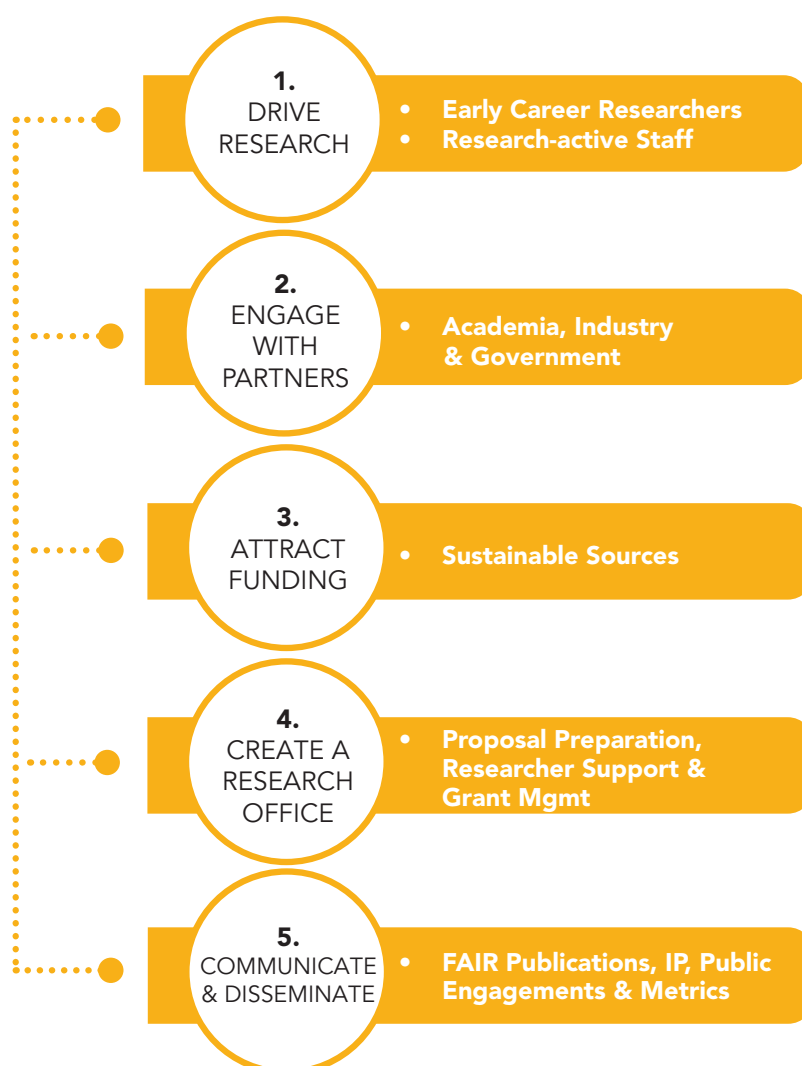 1.
DRIVE
RESEARCH
• Early Career Researchers
• Research-active Staff
2.
ENGAGE
WITH
PARTNERS
• Academia, Industry
& Government
3.
ATTRACT
FUNDING
• Sustainable Sources
4.
CREATE A
RESEARCH
OFFICE
• Proposal Preparation,
Researcher Support &
Grant Mgmt
5.
COMMUNICATE
& DISSEMINATE
• FAIR Publications, IP, Public
Engagements & Metrics